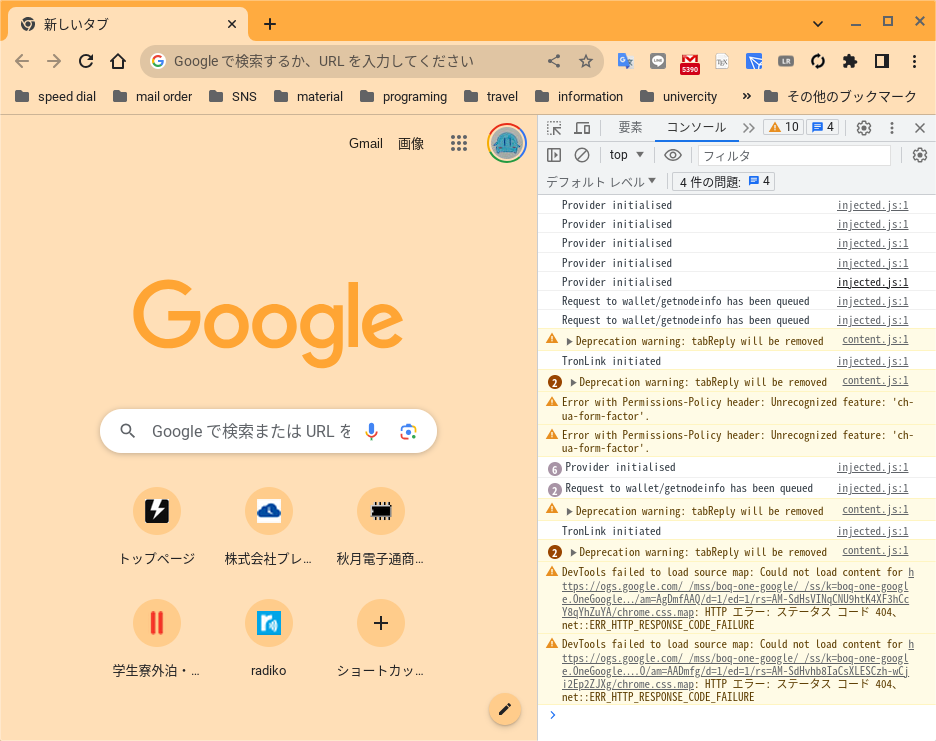 新しいタブ
Google で検索するか、URL を入力してください
5390
LR
speed dial
mail order
SNS
material
programing
travel
information
univercity
»
その他のブックマーク
Gmail
画像
Google
Google で検索または URL を
トップページ
株式会社プレ...
秋月電子通商...
学生寮外泊・...
radiko
ショートカッ...
要素
コンソール
10
4
top
フィルタ
デフォルト レベル
4 件の問題:
4
Provider initialised injected.js:1
Provider initialised injected.js:1
Provider initialised injected.js:1
Provider initialised injected.js:1
Provider initialised injected.js:1
Request to wallet/getnodeinfo has been queued injected.js:1
Request to wallet/getnodeinfo has been queued injected.js:1
Deprecation warning: tabReply will be removed content.js:1
TronLink initiated injected.js:1
2 Deprecation warning: tabReply will be removed content.js:1
Error with Permissions-Policy header: Unrecognized feature: 'ch-
ua-form-factor'.
Error with Permissions-Policy header: Unrecognized feature: 'ch-
ua-form-factor'.
6 Provider initialised injected.js:1
2 Request to wallet/getnodeinfo has been queued injected.js:1
Deprecation warning: tabReply will be removed content.js:1
TronLink initiated injected.js:1
2 Deprecation warning: tabReply will be removed content.js:1
DevTools failed to load source map: Could not load content for h
ttps://ogs.google.com/_/mss/boq-one-google/_/ss/k=boq-one-googl
e.OneGoogle.../am=AgDmfAAQ/d=1/ed=1/rs=AM-SdHsVINqCNU9htK4XF3hCc
Y8qYhZuYA/chrome.css.map: HTTP エラー: ステータス コード 404、
net::ERR_HTTP_RESPONSE_CODE_FAILURE
DevTools failed to load source map: Could not load content for h
ttps://ogs.google.com/_/mss/boq-one-google/_/ss/k=boq-one-googl
e.OneGoogle....O/am=AADmfg/d=1/ed=1/rs=AM-SdHvhb8IaCsXLESCzh-wCj
i2Ep2ZJXg/chrome.css.map: HTTP エラー: ステータス コード 404、
net::ERR_HTTP_RESPONSE_CODE_FAILURE